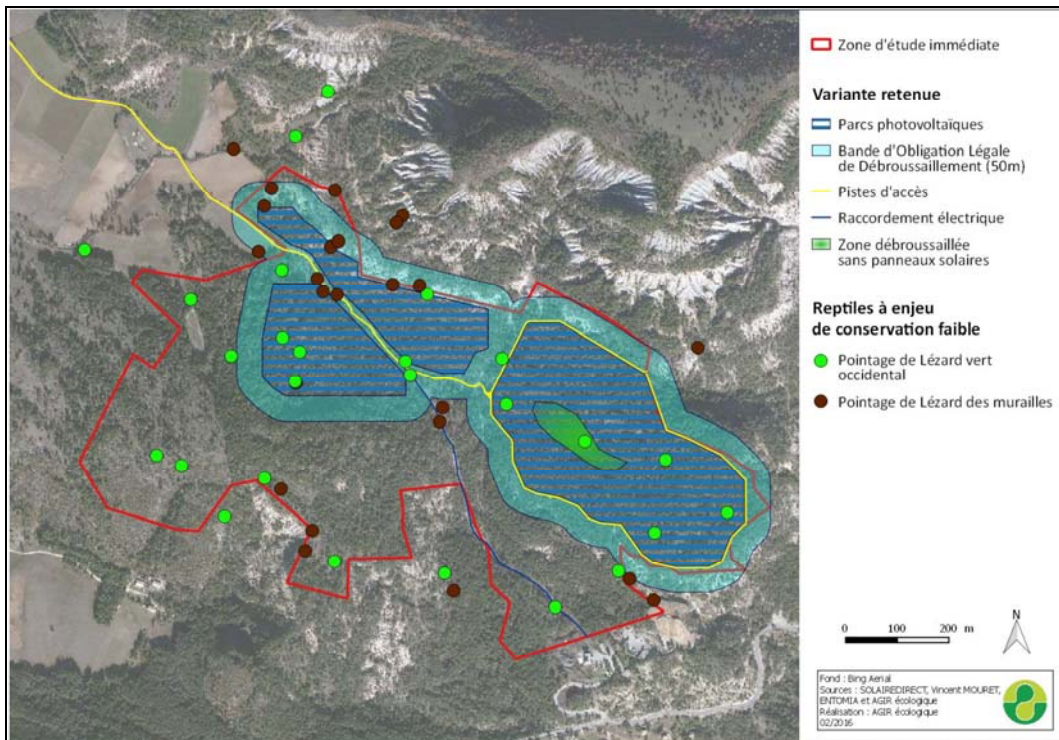 Zone d'étude immédiate
Variante retenue
Parcs photovoltaïques
Bande d'Obligation Légale
de Débroussaillement (50m)
Pistes d'accès
Raccordement électrique
Zone débroussaillée
sans panneaux solaires
Reptiles à enjeu
de conservation faible
Pointage de Lézard vert
occidental
Pointage de Lézard des murailles
N
0 100 200 m
Fond : Bing Aerial
Sources : SOLAIREDIRECT, Vincent MOURET,
ENTOMIA et AGIR écologique
Réalisation : AGIR écologique
02/2016